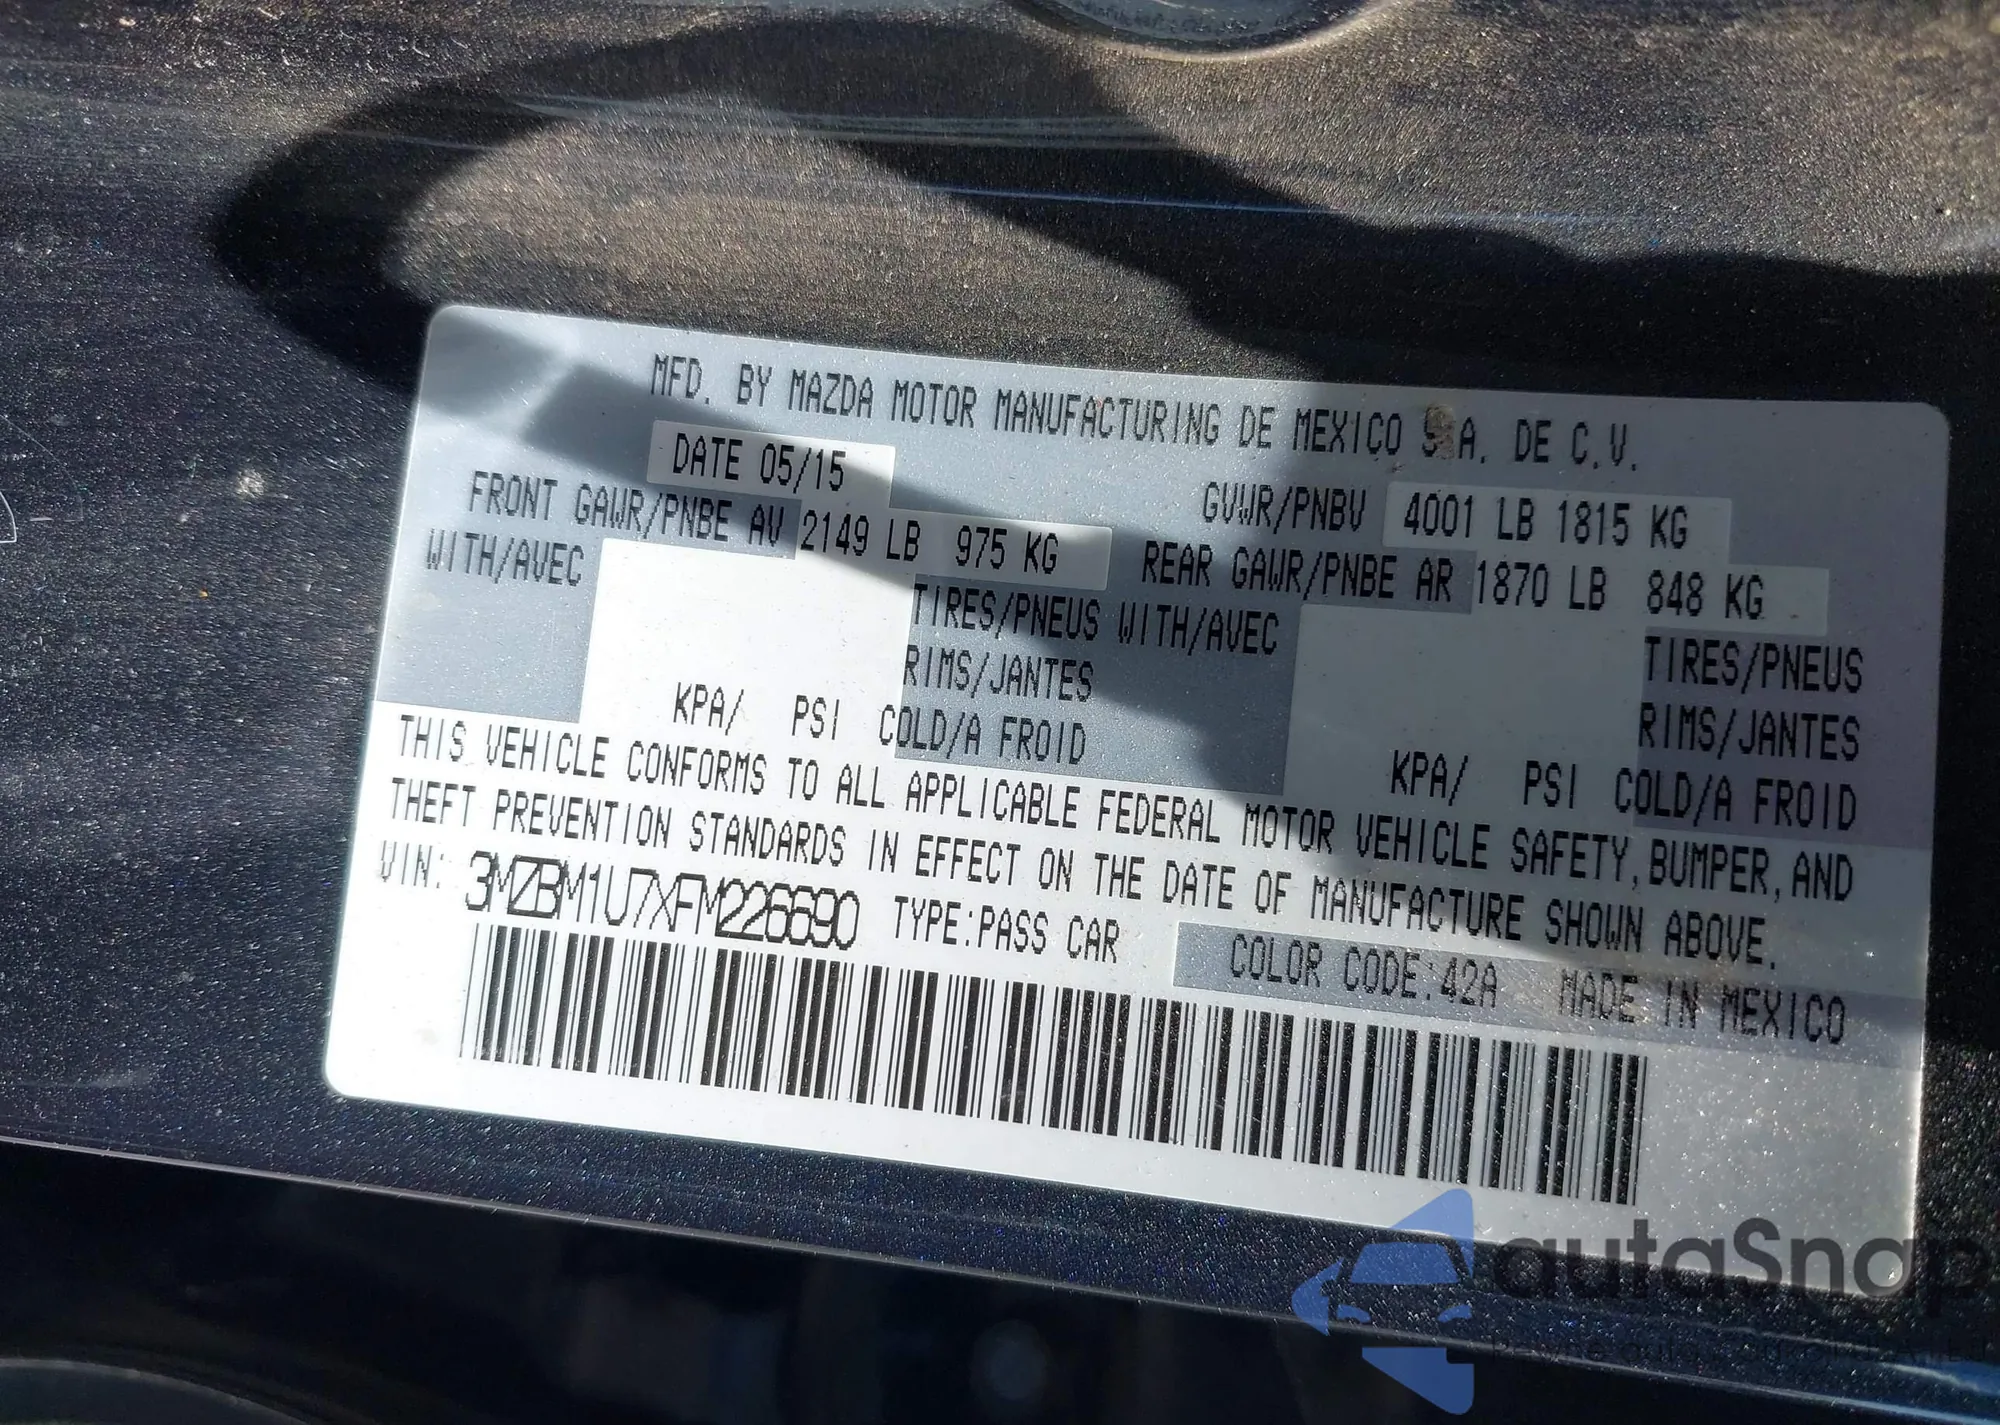 MFD. BY MAZDA MOTOR MANUFACTURING DE MEXICO S.A. DE C.V.
DATE 05/15
GVWR/PNBV 4001 LB 1815 KG
FRONT GAWR/PNBE AV 2149 LB 975 KG
REAR GAWR/PNBE AR 1870 LB 848 KG
WITH/AVEC TIRES/PNEUS WITH/AVEC TIRES/PNEUS
RIMS/JANTES RIMS/JANTES
KPA/ PSI COLD/A FROID KPA/ PSI COLD/A FROID
THIS VEHICLE CONFORMS TO ALL APPLICABLE FEDERAL MOTOR VEHICLE SAFETY, BUMPER, AND
THEFT PREVENTION STANDARDS IN EFFECT ON THE DATE OF MANUFACTURE SHOWN ABOVE.
VIN: 3MZBM1U7XFM226690 TYPE:PASS CAR
COLOR CODE:42A MADE IN MEXICO
autaSnap